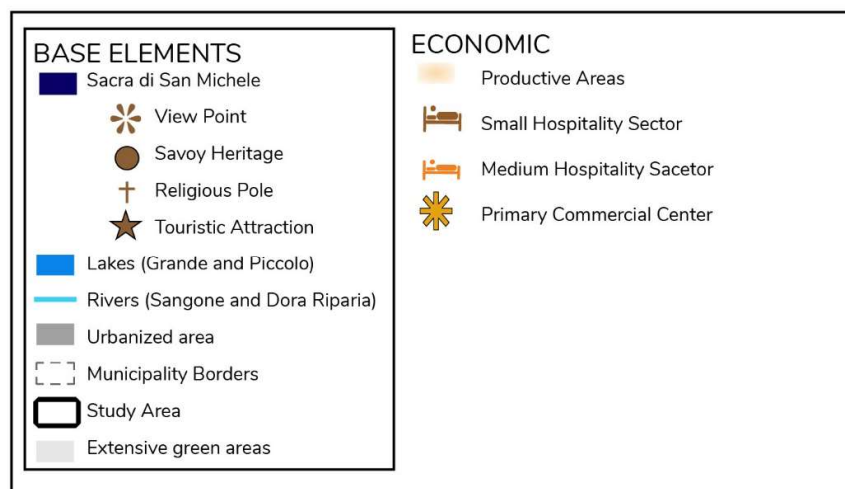 BASE ELEMENTS
Sacra di San Michele
View Point
Savoy Heritage
Religious Pole
Touristic Attraction
Lakes (Grande and Piccolo)
Rivers (Sangone and Dora Riparia)
Urbanized area
Municipality Borders
Study Area
Extensive green areas
ECONOMIC
Productive Areas
Small Hospitality Sector
Medium Hospitality Sacetor
Primary Commercial Center